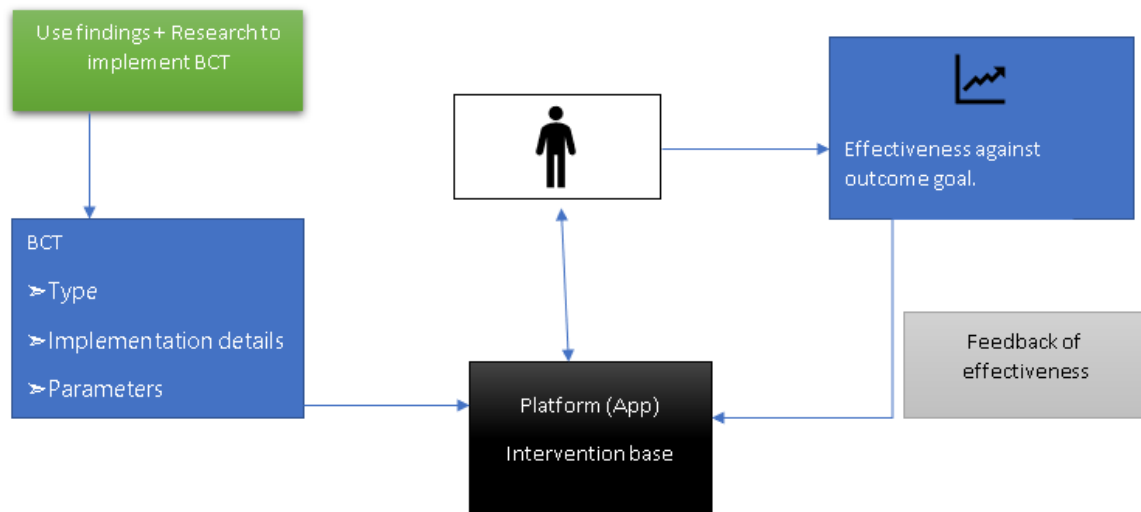 Use findings + Research to
implement BCT
BCT
➢Type
➢Implementation details
➢Parameters
Effectiveness against
outcome goal.
Platform (App)
Intervention base
Feedback of
effectiveness